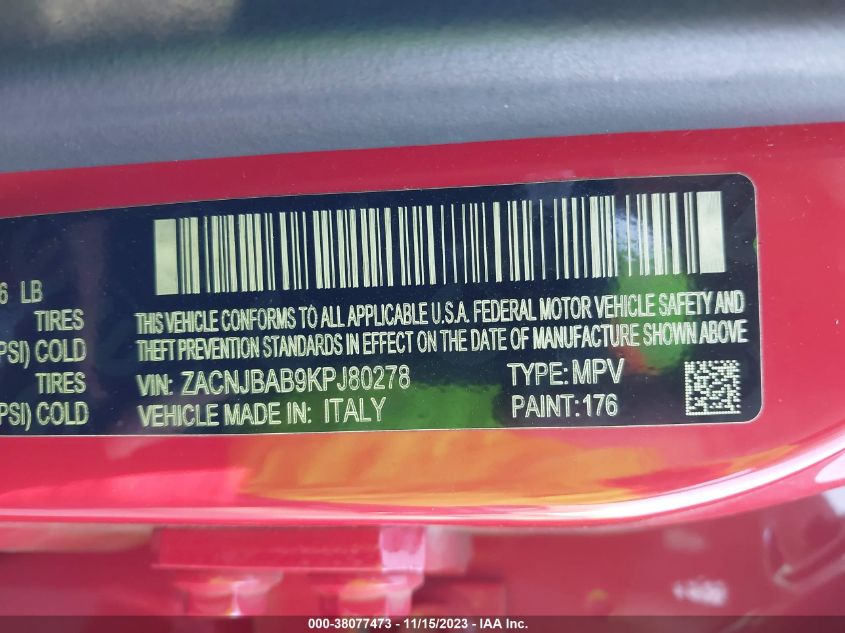 6 LB
TIRES
PSI) COLD
TIRES
PSI) COLD
THIS VEHICLE CONFORMS TO ALL APPLICABLE U.S.A. FEDERAL MOTOR VEHICLE SAFETY AND
THEFT PREVENTION STANDARDS IN EFFECT ON THE DATE OF MANUFACTURE SHOWN ABOVE
VIN: ZACNJBAB9KPJ80278 TYPE: MPV
VEHICLE MADE IN: ITALY PAINT:176
000-38077473 - 11/15/2023 - IAA Inc.